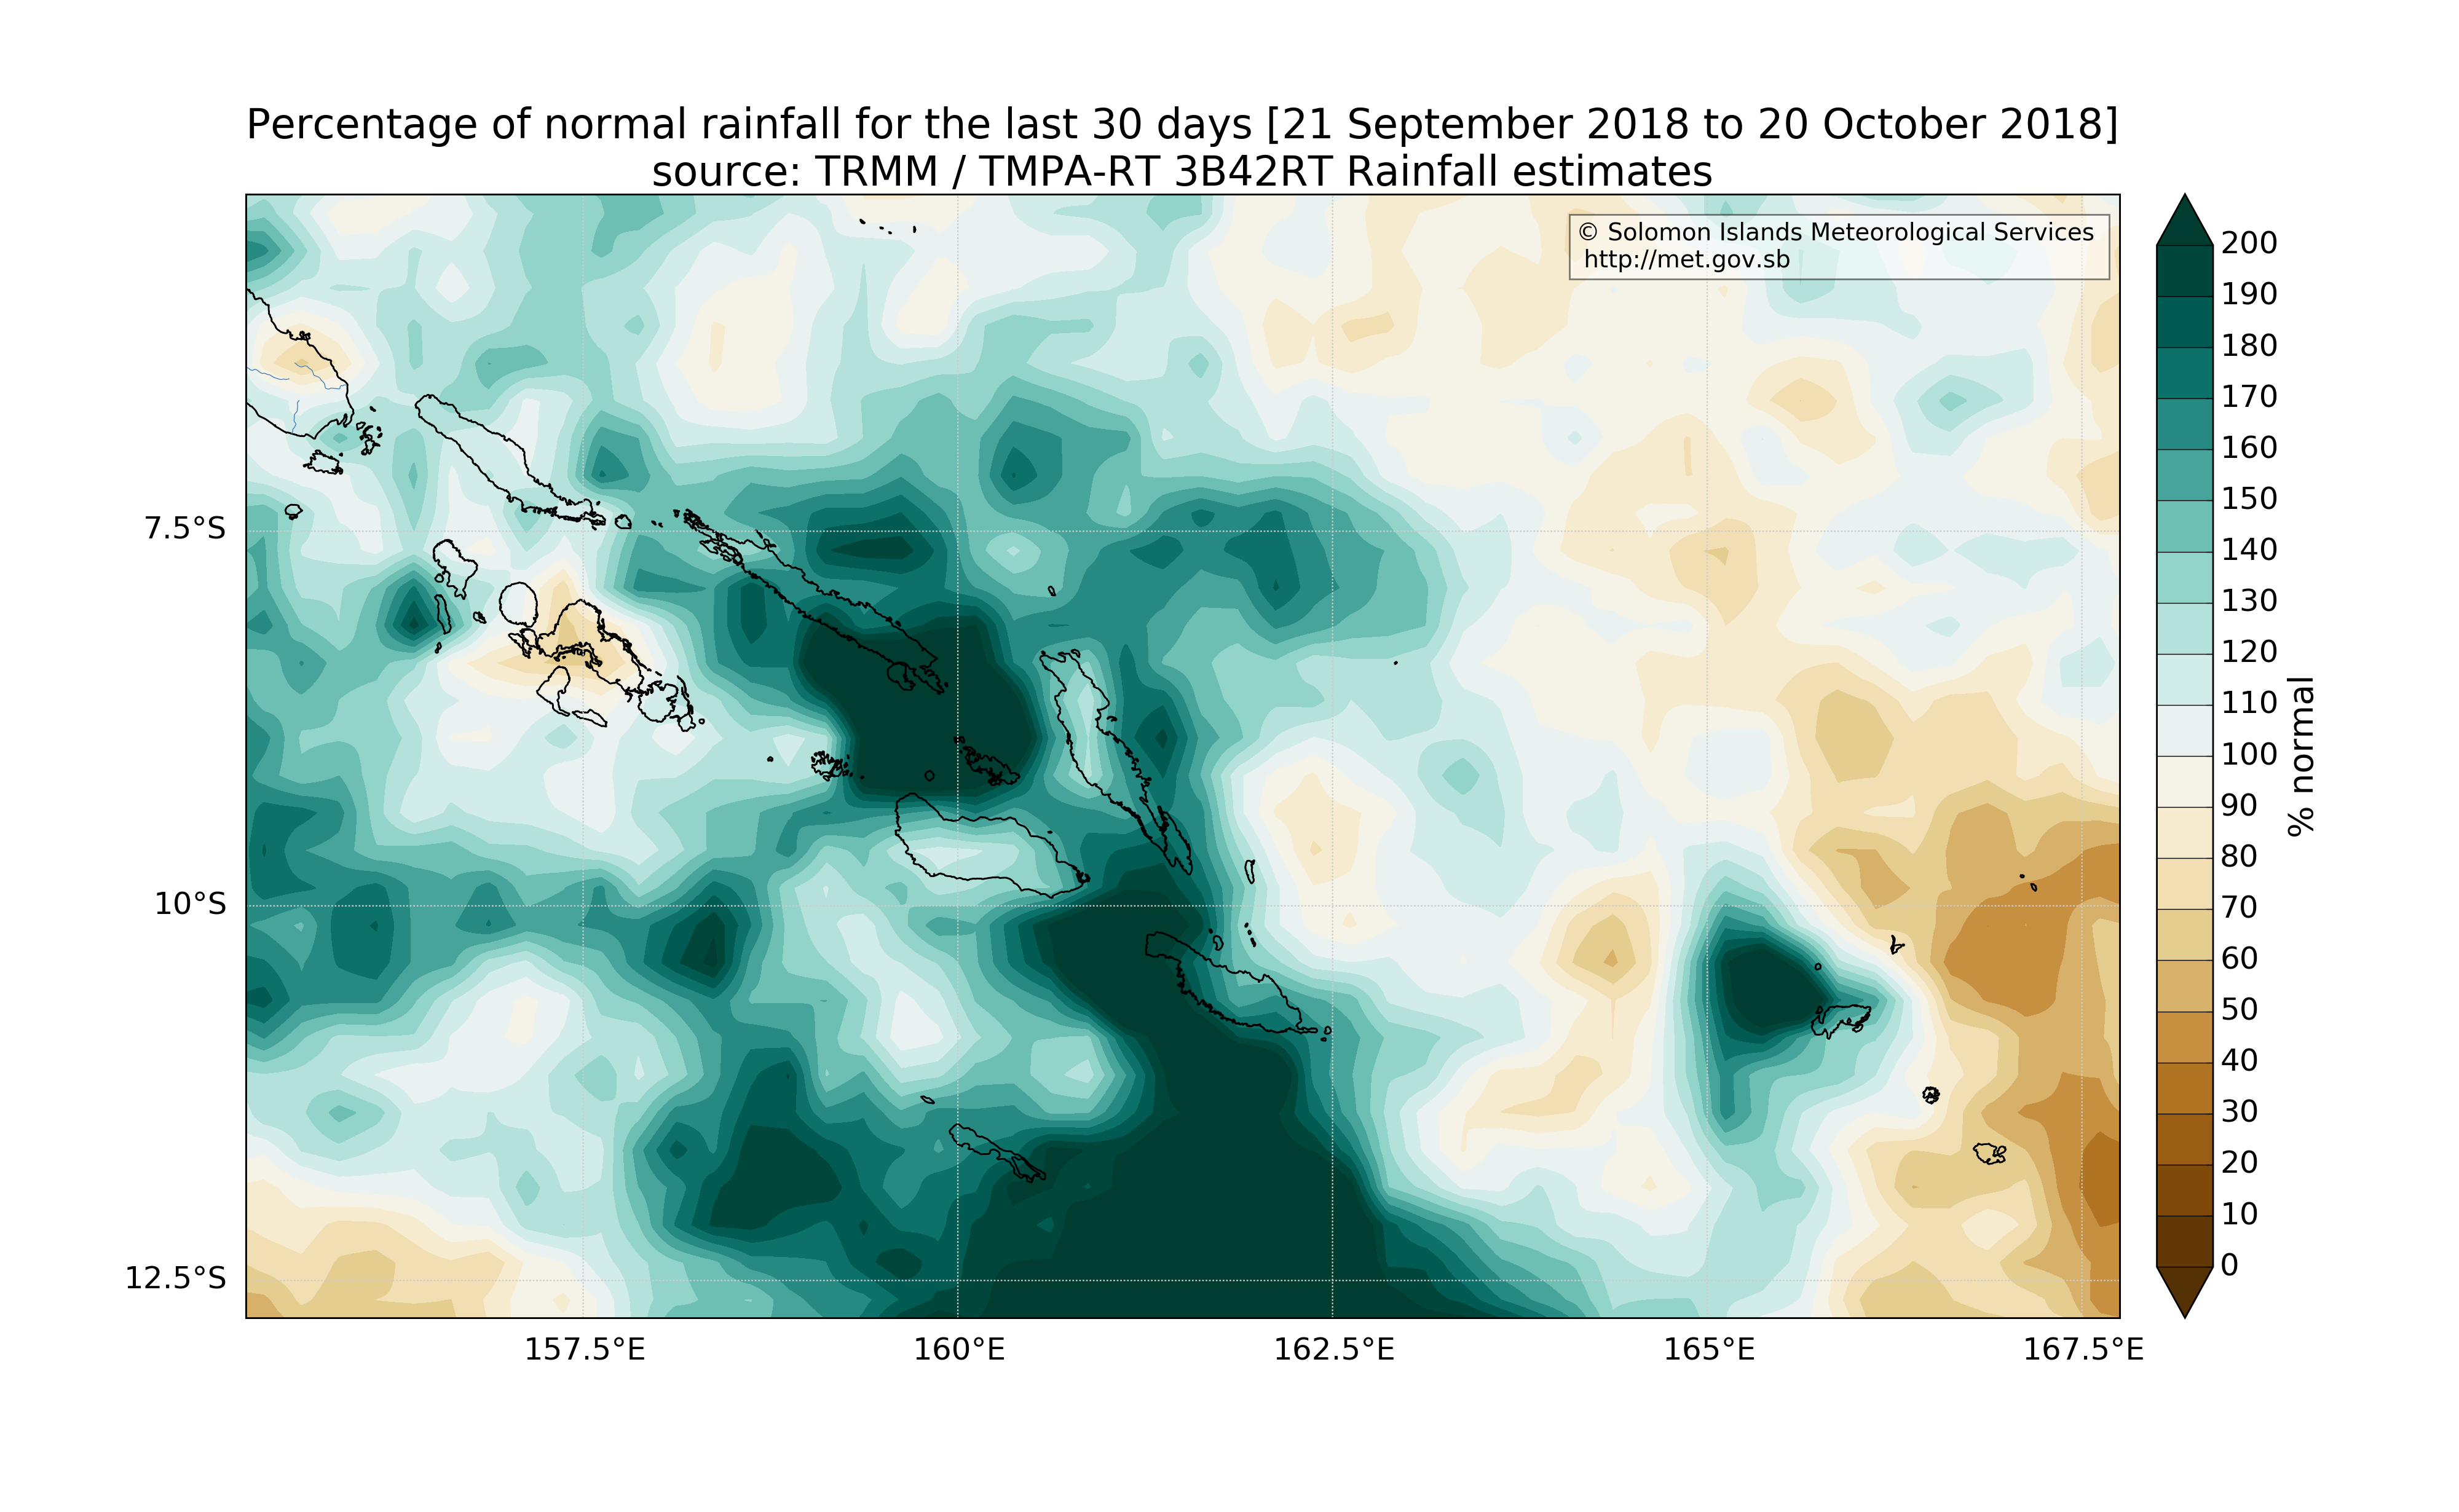 Percentage of normal rainfall for the last 30 days [21 September 2018 to 20 October 2018]
source: TRMM / TMPA-RT 3B42RT Rainfall estimates
© Solomon Islands Meteorological Services
http://met.gov.sb
7.5°S
10°S
12.5°S
157.5°E
160°E
162.5°E
165°E
167.5°E
200
190
180
170
160
150
140
130
120
110
100
90
80
70
60
50
40
30
20
10
0
% normal